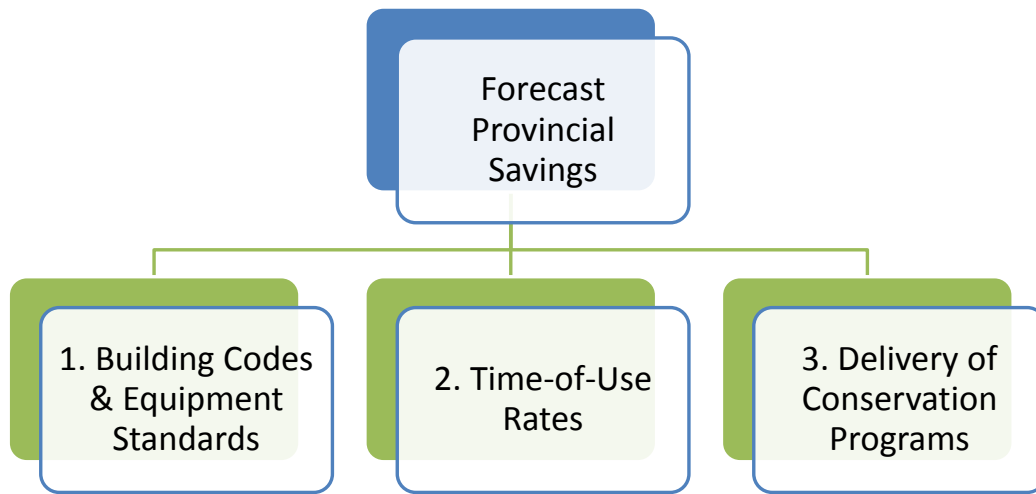 Forecast
Provincial
Savings
1. Building Codes
& Equipment
Standards
2. Time-of-Use
Rates
3. Delivery of
Conservation
Programs